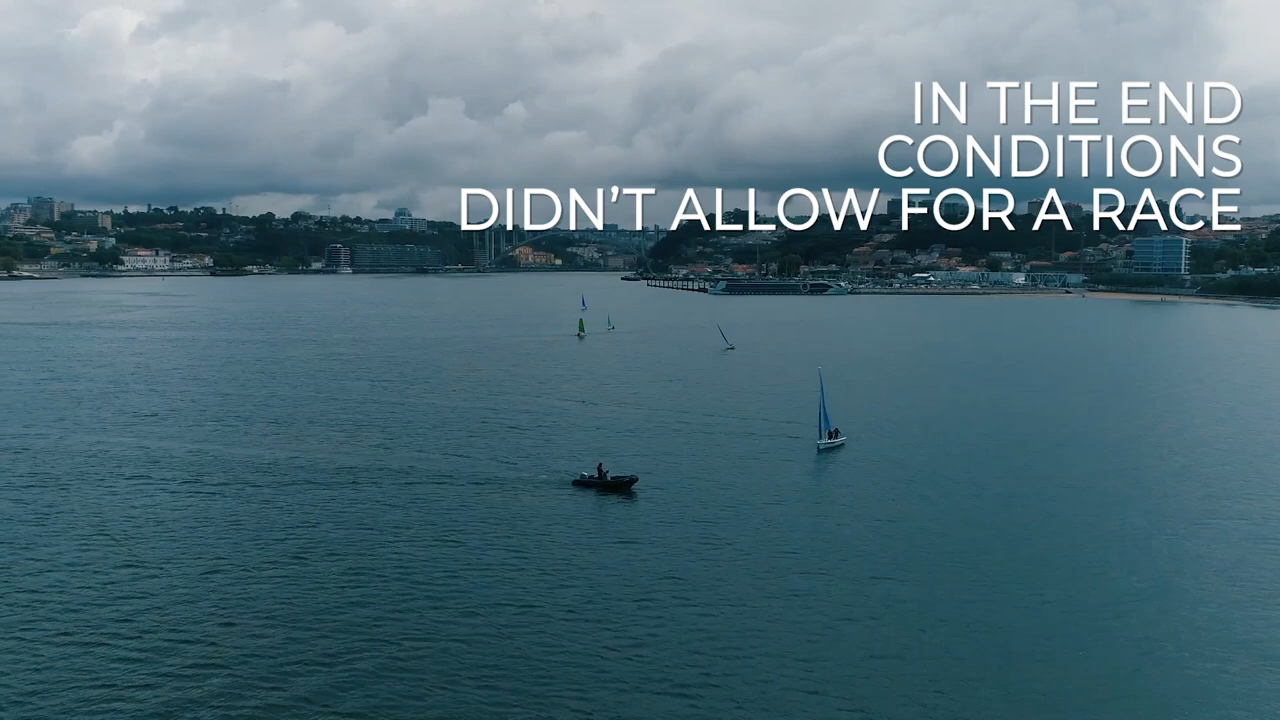 IN THE END
CONDITIONS
DIDN'T ALLOW FOR A RACE